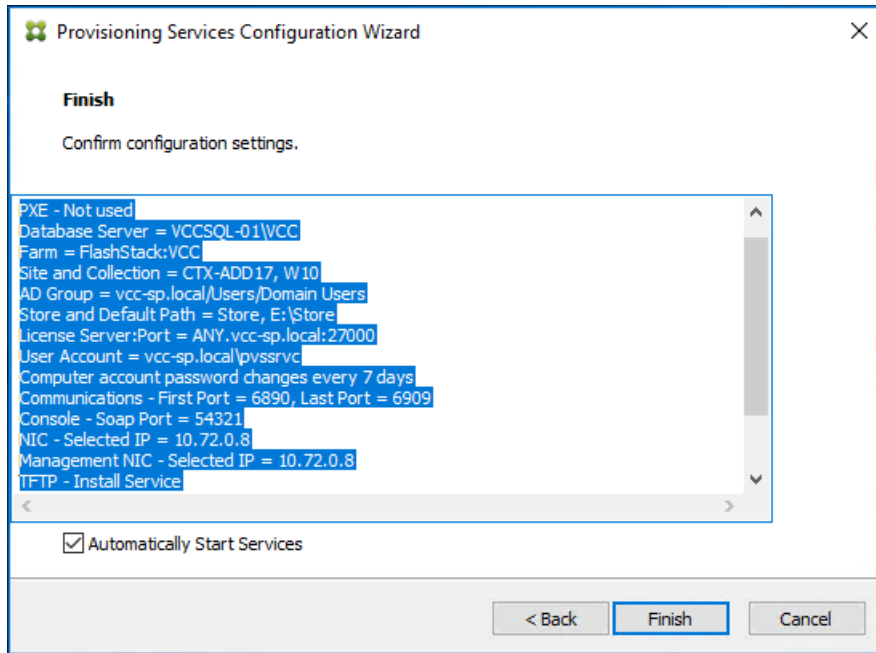 Provisioning Services Configuration Wizard
Finish
Confirm configuration settings.
PXE - Not used
Database Server = VCCSQL-01\VCC
Farm = FlashStack:VCC
Site and Collection = CTX-ADD17, W10
AD Group = vcc-sp.local/Users/Domain Users
Store and Default Path = Store, E:\Store
License Server:Port = ANY.vcc-sp.local:27000
User Account = vcc-sp.local\pvssrvc
Computer account password changes every 7 days
Communications - First Port = 6890, Last Port = 6909
Console - Soap Port = 54321
NIC - Selected IP = 10.72.0.8
Management NIC - Selected IP = 10.72.0.8
TFTP - Install Service
Automatically Start Services
< Back Finish Cancel